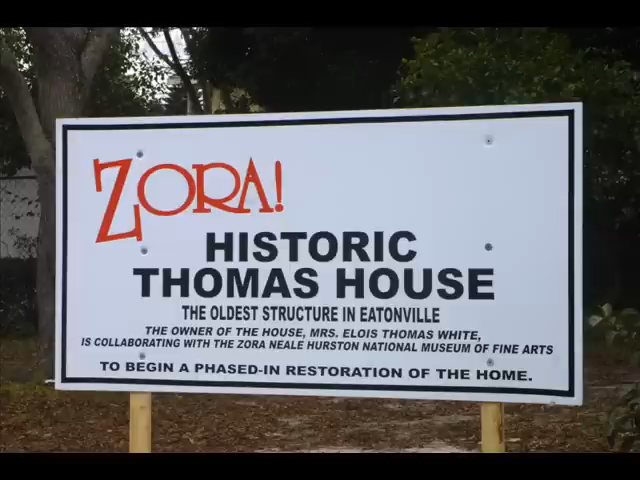 ZORA!
HISTORIC
THOMAS HOUSE
THE OLDEST STRUCTURE IN EATONVILLE
THE OWNER OF THE HOUSE, MRS. ELOIS THOMAS WHITE,
IS COLLABORATING WITH THE ZORA NEALE HURSTON NATIONAL MUSEUM OF FINE ARTS
TO BEGIN A PHASED-IN RESTORATION OF THE HOME.